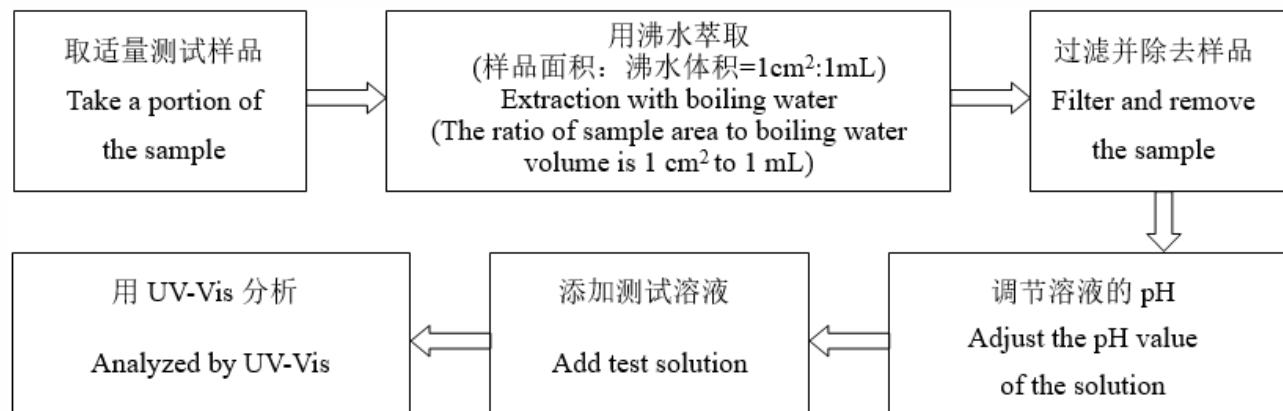 取适量测试样品
Take a portion of
the sample
用沸水萃取
(样品面积：沸水体积=1cm²:1mL)
Extraction with boiling water
(The ratio of sample area to boiling water
volume is 1 cm² to 1 mL)
过滤并除去样品
Filter and remove
the sample
调节溶液的 pH
Adjust the pH value
of the solution
添加测试溶液
Add test solution
用 UV-Vis 分析
Analyzed by UV-Vis